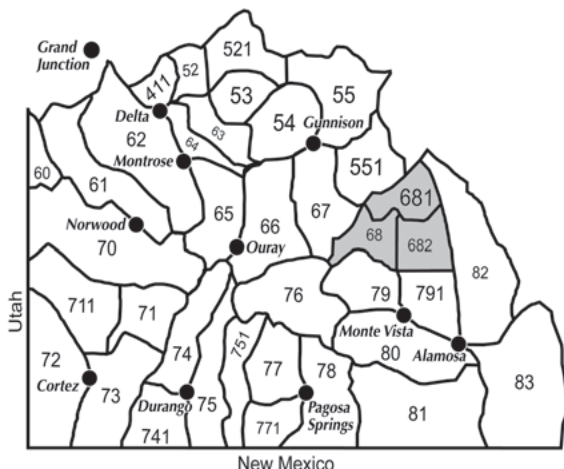 Grand
Junction
52
521
411
53
55
Delta
54
Gunnison
62
63
64
Montrose
551
60
61
681
65
66
67
Norwood
68
682
70
Ouray
82
76
79
791
711
71
Monte Vista
Utah
751
74
77
78
80
Alamosa
72
Cortez
73
83
Durango
75
Pagosa
Springs
81
741
771
New Mexico